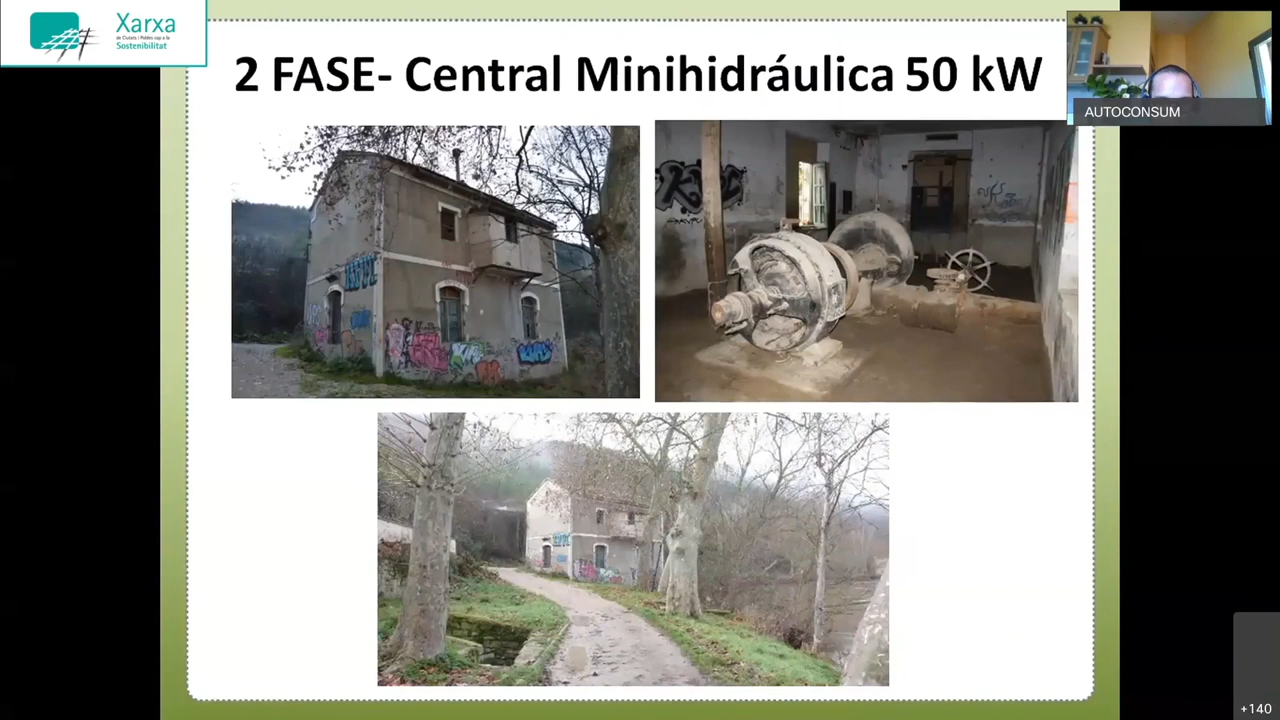 Xarxa
de Ciutats i Pobles cap a la
Sostenibilitat
2 FASE- Central Minihidráulica 50 kW
AUTOCONSUM
+140